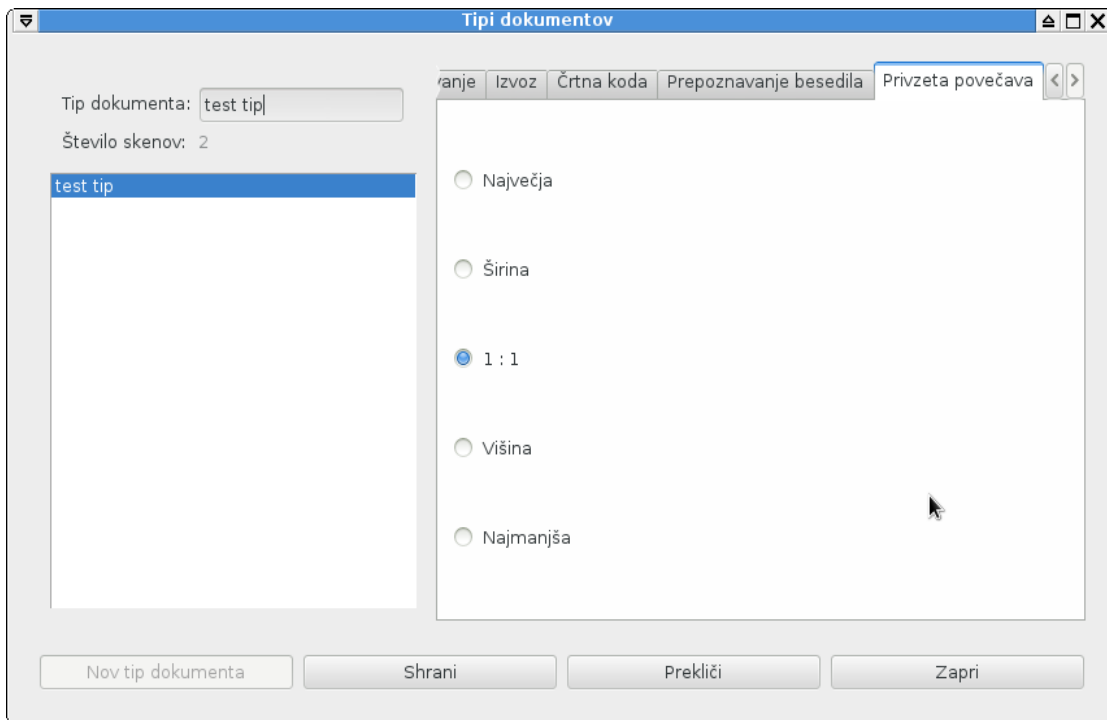 Tipi dokumentov
Tip dokumenta: test tip
Število skenov: 2
test tip
vanje Izvoz Črtna koda Prepoznavanje besedila Privzeta povečava
Največja
Širina
1 : 1
Višina
Najmanjša
Nov tip dokumenta Shrani Prekliči Zapri